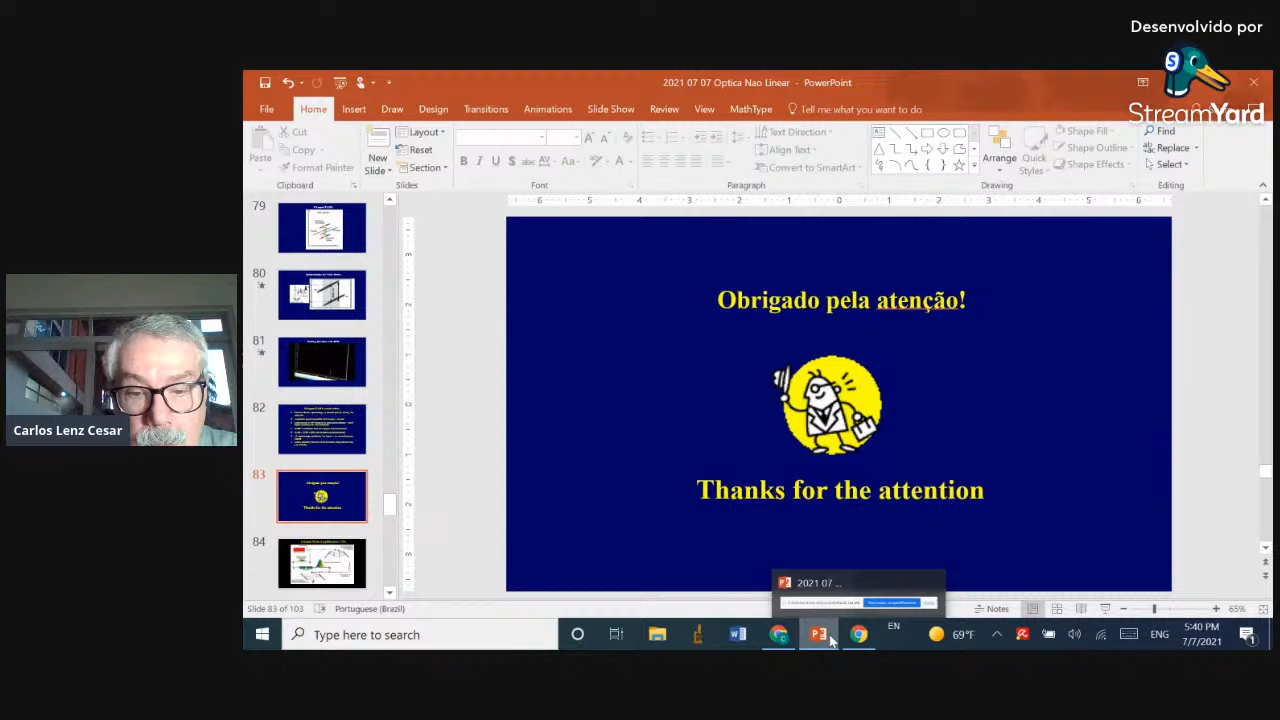 Desenvolvido por
StreamYard
2021 07 07 Optica Nao Linear - PowerPoint
File Home Insert Draw Design Transitions Animations Slide Show Review View MathType Tell me what you want to do
Paste
Cut
Copy
Format Painter
Clipboard
New Slide
Layout
Reset
Section
Slides
Font
Text Direction
Align Text
Convert to SmartArt
Paragraph
Arrange
Quick Styles
Shape Fill
Shape Outline
Shape Effects
Drawing
Find
Replace
Select
Editing
79
80
81
82
83
84
Obrigado pela atenção!
Thanks for the attention
Carlos Lenz Cesar
2021 07 ...
Slide 83 of 103 Portuguese (Brazil) Notes 65%
Type here to search
EN
69°F
ENG
5:40 PM
7/7/2021